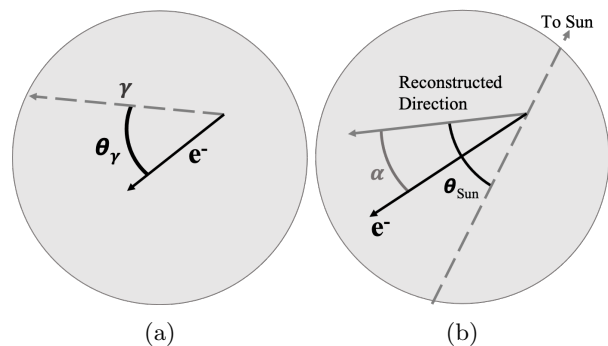 γ
θγ
e-
(a)
To Sun
Reconstructed
Direction
α
θSun
e-
(b)